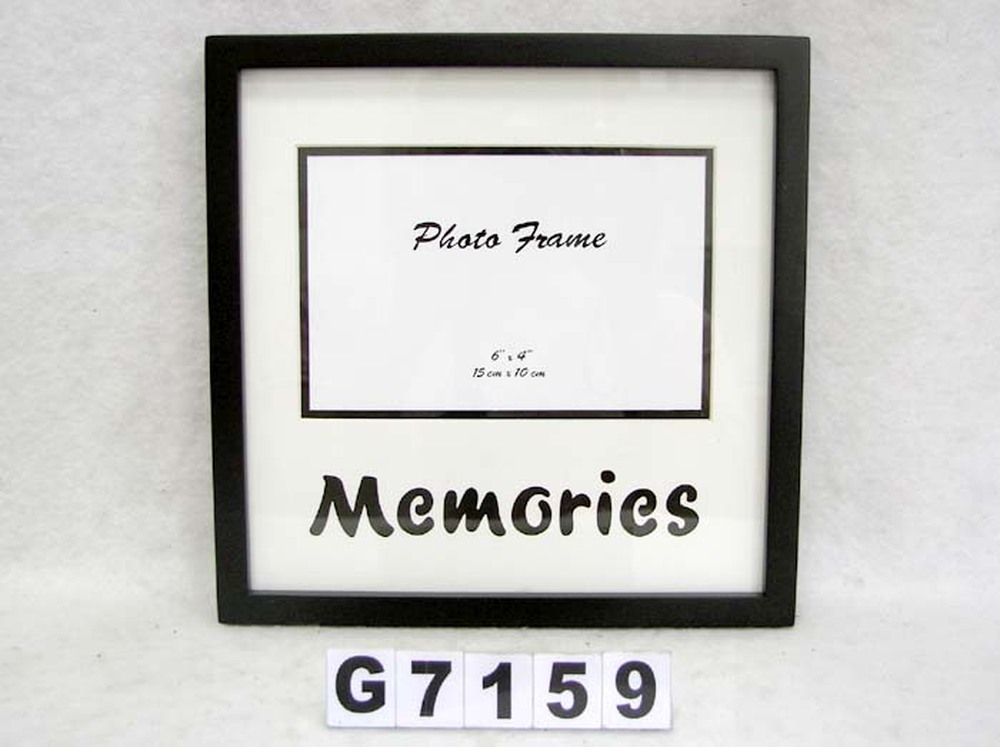 Photo Frame
6" x 4"
15 cm x 10 cm
Memories
G7159